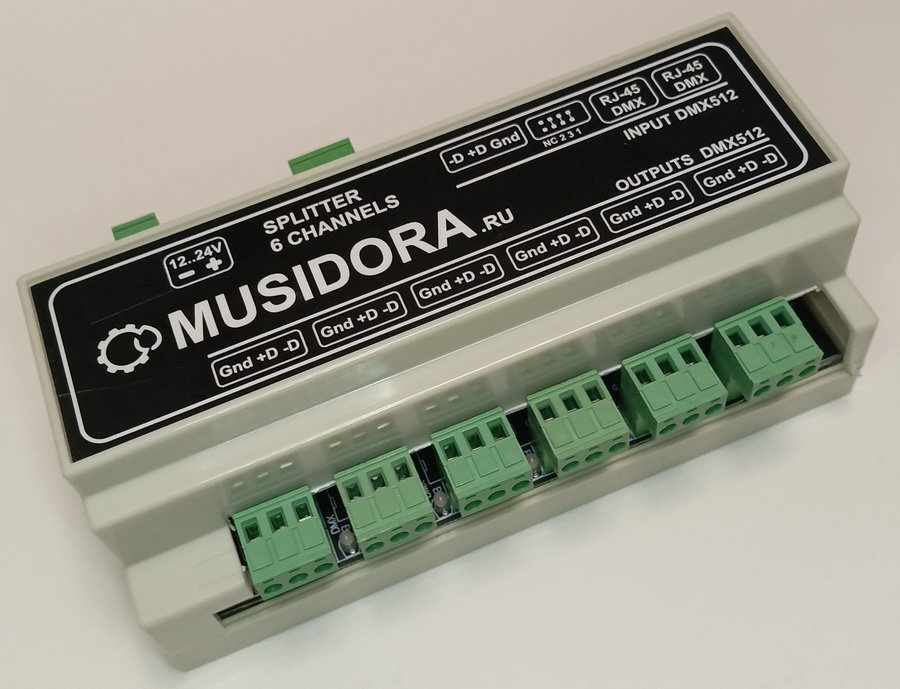 -D +D Gnd
NC 2 3 1
RJ-45
DMX
RJ-45
DMX
INPUT DMX512
12..24V
- +
SPLITTER
6 CHANNELS
MUSIDORA.RU
OUTPUTS DMX512
Gnd +D -D
Gnd +D -D
Gnd +D -D
Gnd +D -D
Gnd +D -D
Gnd +D -D